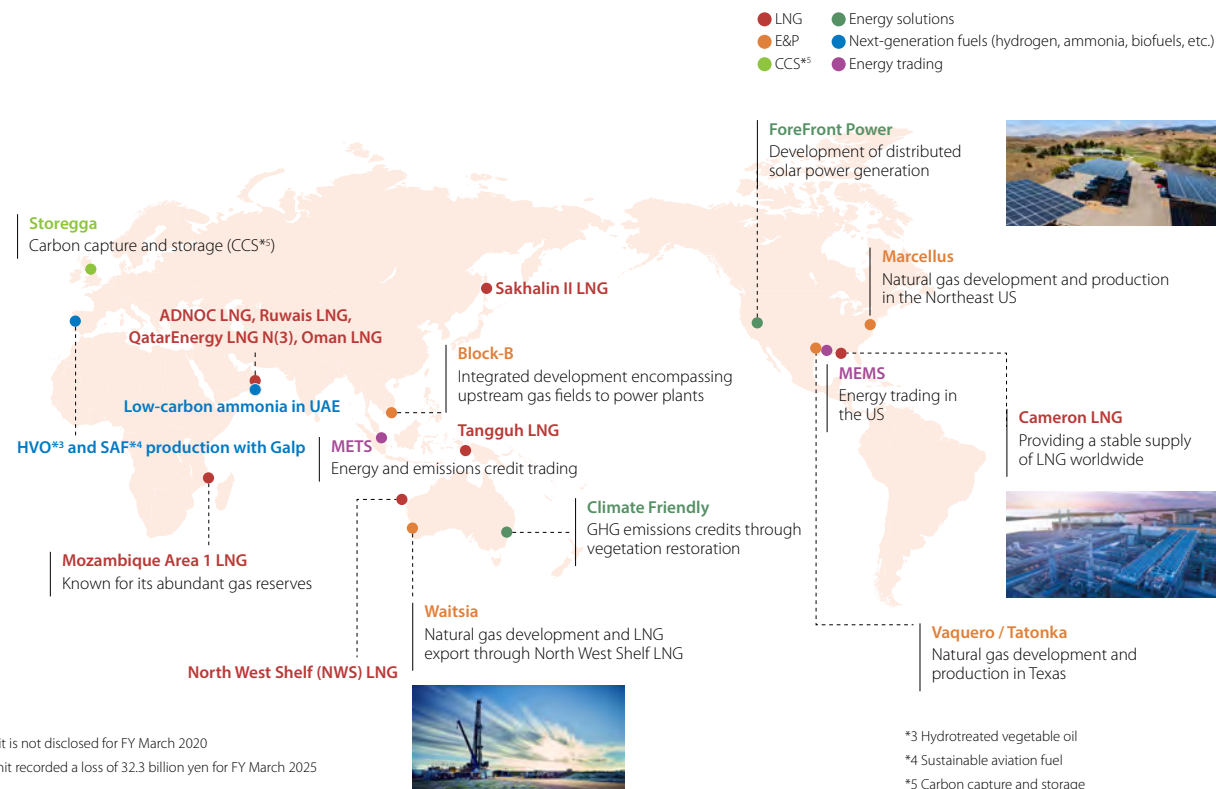 LNG
E&P
CCS*5
Energy solutions
Next-generation fuels (hydrogen, ammonia, biofuels, etc.)
Energy trading
ForeFront Power
Development of distributed
solar power generation
Storegga
Carbon capture and storage (CCS*5)
Marcellus
Natural gas development and production
in the Northeast US
Sakhalin II LNG
ADNOC LNG, Ruwais LNG,
QatarEnergy LNG N(3), Oman LNG
Block-B
Integrated development encompassing
upstream gas fields to power plants
MEMS
Energy trading in
the US
Low-carbon ammonia in UAE
Cameron LNG
Providing a stable supply
of LNG worldwide
HVO*3 and SAF*4 production with Galp
METS
Energy and emissions credit trading
Tangguh LNG
Climate Friendly
GHG emissions credits through
vegetation restoration
Mozambique Area 1 LNG
Known for its abundant gas reserves
Waitsia
Natural gas development and LNG
export through North West Shelf LNG
Vaquero / Tatonka
Natural gas development and
production in Texas
North West Shelf (NWS) LNG
it is not disclosed for FY March 2020
nit recorded a loss of 32.3 billion yen for FY March 2025
*3 Hydrotreated vegetable oil
*4 Sustainable aviation fuel
*5 Carbon capture and storage